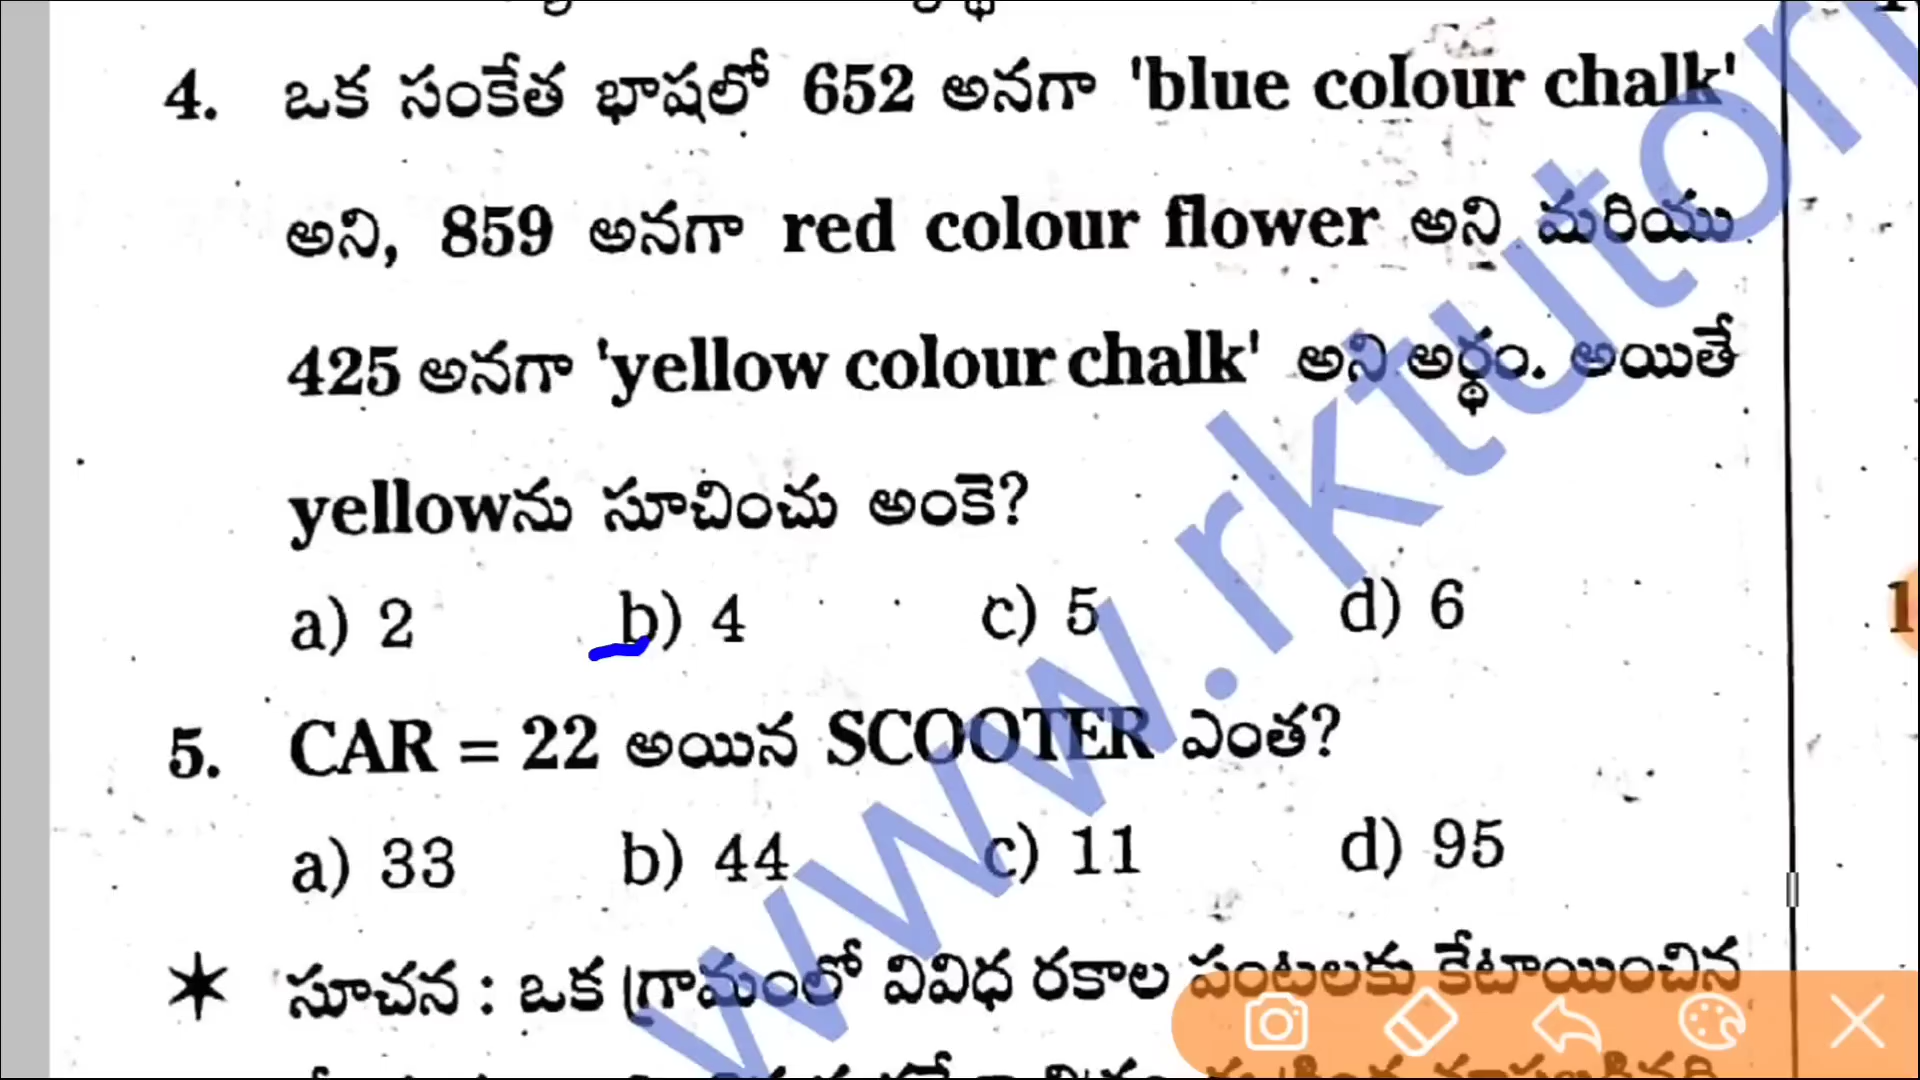 4. ఒక సంకేత భాషలో 652 అనగా 'blue colour chalk'
అని, 859 అనగా red colour flower అని మరియు
425 అనగా 'yellow colour chalk' అని అర్థం. అయితే
yellowను సూచించు అంకె?
a) 2 b) 4 c) 5 d) 6
5. CAR = 22 అయిన SCOOTER ఎంత?
a) 33 b) 44 c) 11 d) 95
* సూచన : ఒక గ్రామంలో వివిధ రకాల పంటలకు కేటాయించిన
www.rktutor